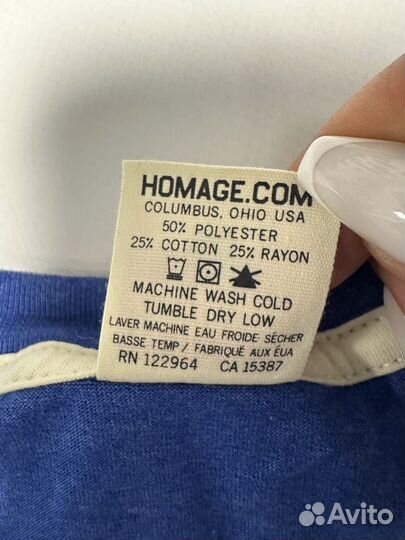 HOMAGE.COM
COLUMBUS, OHIO USA
50% POLYESTER
25% COTTON 25% RAYON
MACHINE WASH COLD
TUMBLE DRY LOW
LAVER MACHINE EAU FROIDE SÉCHER
BASSE TEMP / FABRIQUÉ AUX ÉUA
RN 122964 CA 15387
Avito